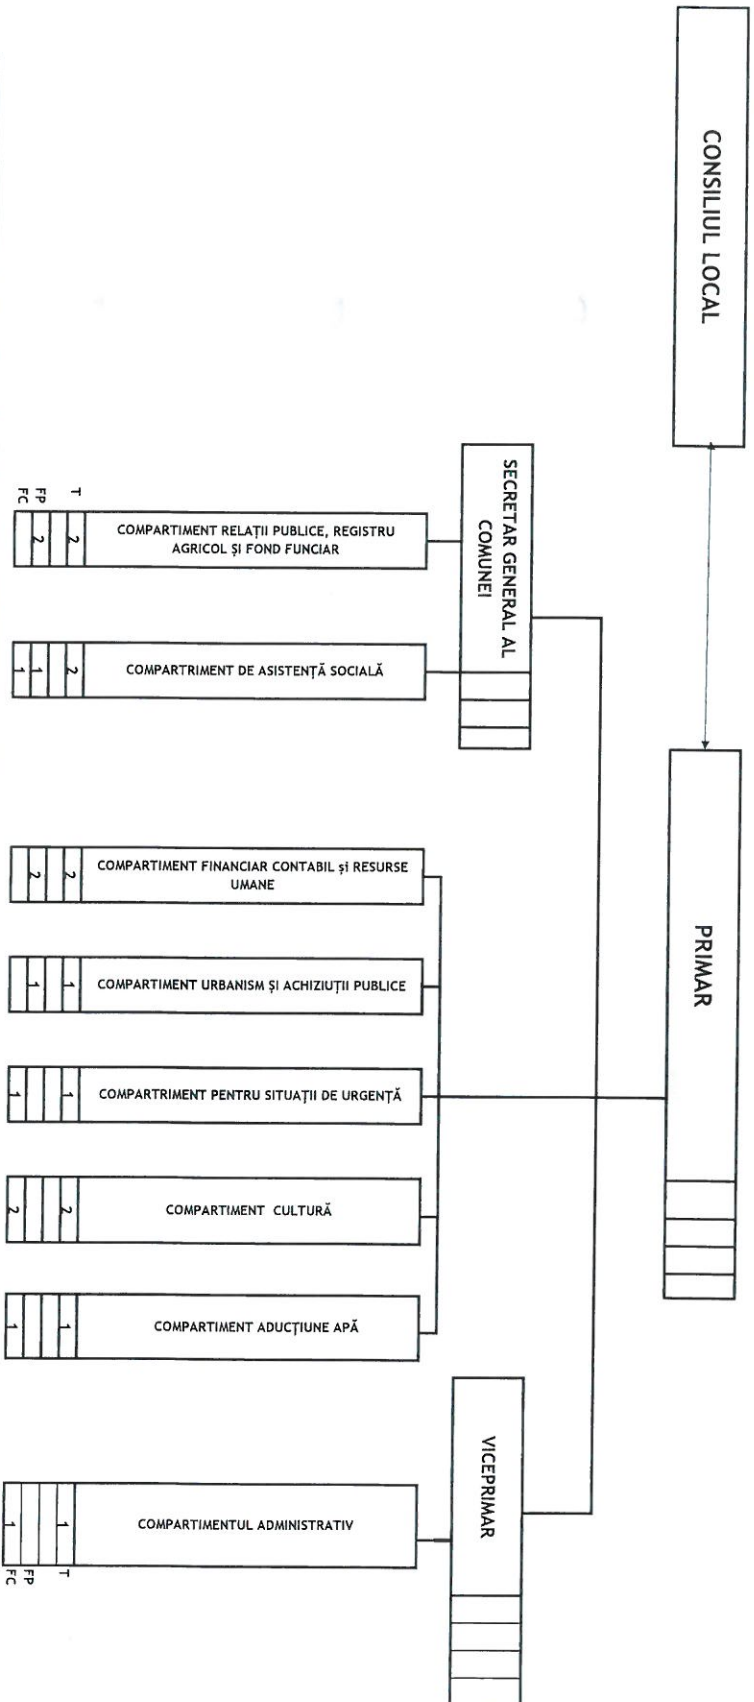 CONSILIUL LOCAL
PRIMAR
SECRETAR GENERAL AL
COMUNEI
VICEPRIMAR
COMPARTIMENT RELAȚII PUBLICE, REGISTRU
AGRICOL ȘI FOND FUNCIAR
T 2
FP 2
FC
COMPARTRIMENT DE ASISTENȚĂ SOCIALĂ
2
1
1
COMPARTIMENT FINANCIAR CONTABIL și RESURSE
UMANE
2
2
COMPARTIMENT URBANISM ȘI ACHIZIUȚII PUBLICE
1
1
COMPARTRIMENT PENTRU SITUAȚII DE URGENȚĂ
1
1
COMPARTIMENT CULTURĂ
2
2
COMPARTIMENT ADUCȚIUNE APĂ
1
1
COMPARTIMENTUL ADMINISTRATIV
1 T
FP
1 FC